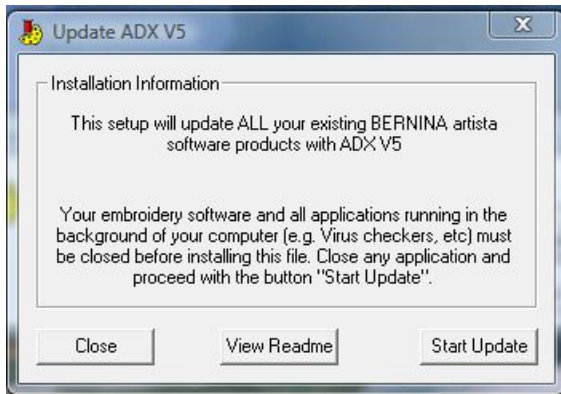 Update ADX V5
Installation Information
This setup will update ALL your existing BERNINA artista
software products with ADX V5
Your embroidery software and all applications running in the
background of your computer (e.g. Virus checkers, etc) must
be closed before installing this file. Close any application and
proceed with the button "Start Update".
Close View Readme Start Update